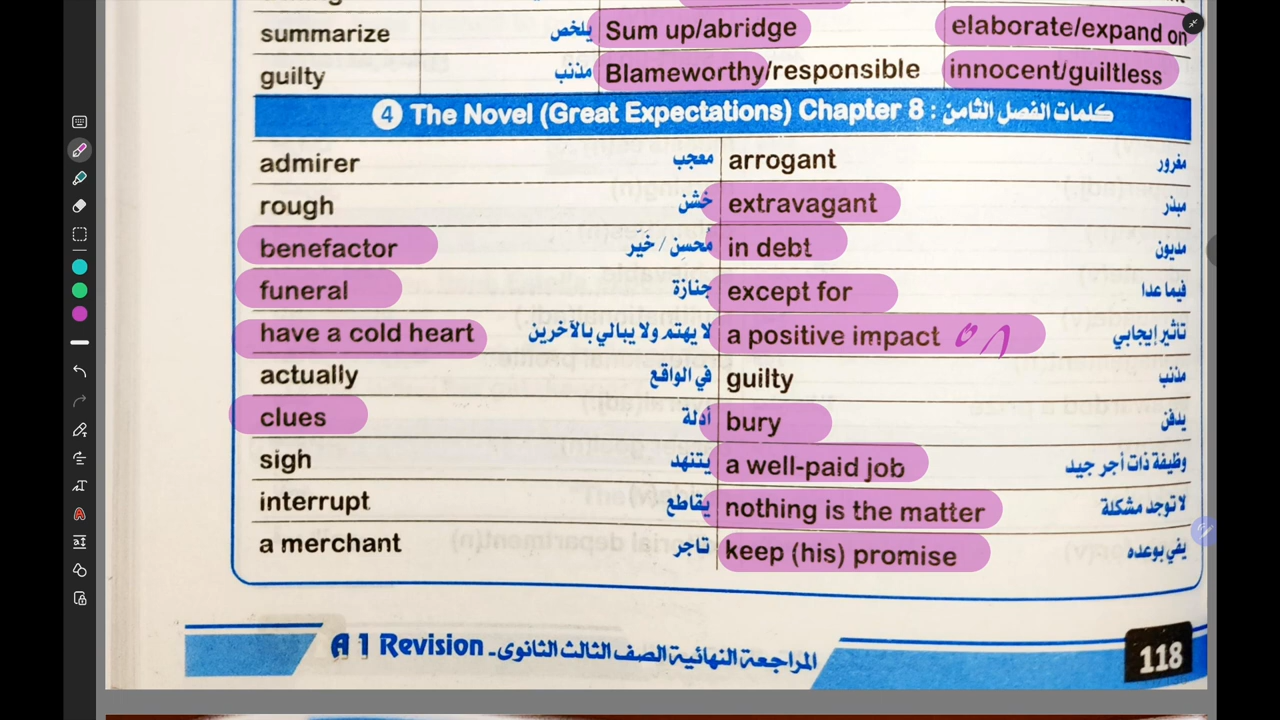 summarize يلخص Sum up/abridge elaborate/expand on
guilty مذنب Blameworthy/responsible innocent/guiltless
4 The Novel (Great Expectations) Chapter 8 : كلمات الفصل الثامن
admirer معجب arrogant مغرور
rough خشن extravagant مبذر
benefactor مُحسِن / خَيّر in debt مديون
funeral جنازة except for فيما عدا
have a cold heart لا يهتم ولا يبالي بالآخرين a positive impact on تأثير إيجابي
actually في الواقع guilty مذنب
clues أدلة bury يدفن
sigh يتنهد a well-paid job وظيفة ذات أجر جيد
interrupt يقاطع nothing is the matter لا توجد مشكلة
a merchant تاجر keep (his) promise يفي بوعده
A 1 Revision - المراجعة النهائية الصف الثالث الثانوى
118